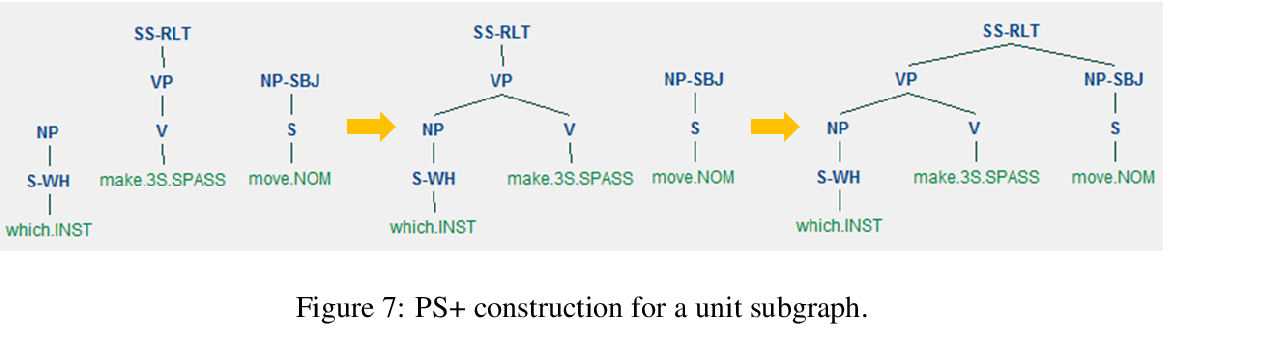 SS-RLT SS-RLT SS-RLT
VP NP-SBJ VP NP-SBJ VP NP-SBJ
NP V S NP V S NP V S
S-WH make.3S.SPASS move.NOM S-WH make.3S.SPASS move.NOM S-WH make.3S.SPASS move.NOM
which.INST which.INST which.INST
Figure 7: PS+ construction for a unit subgraph.